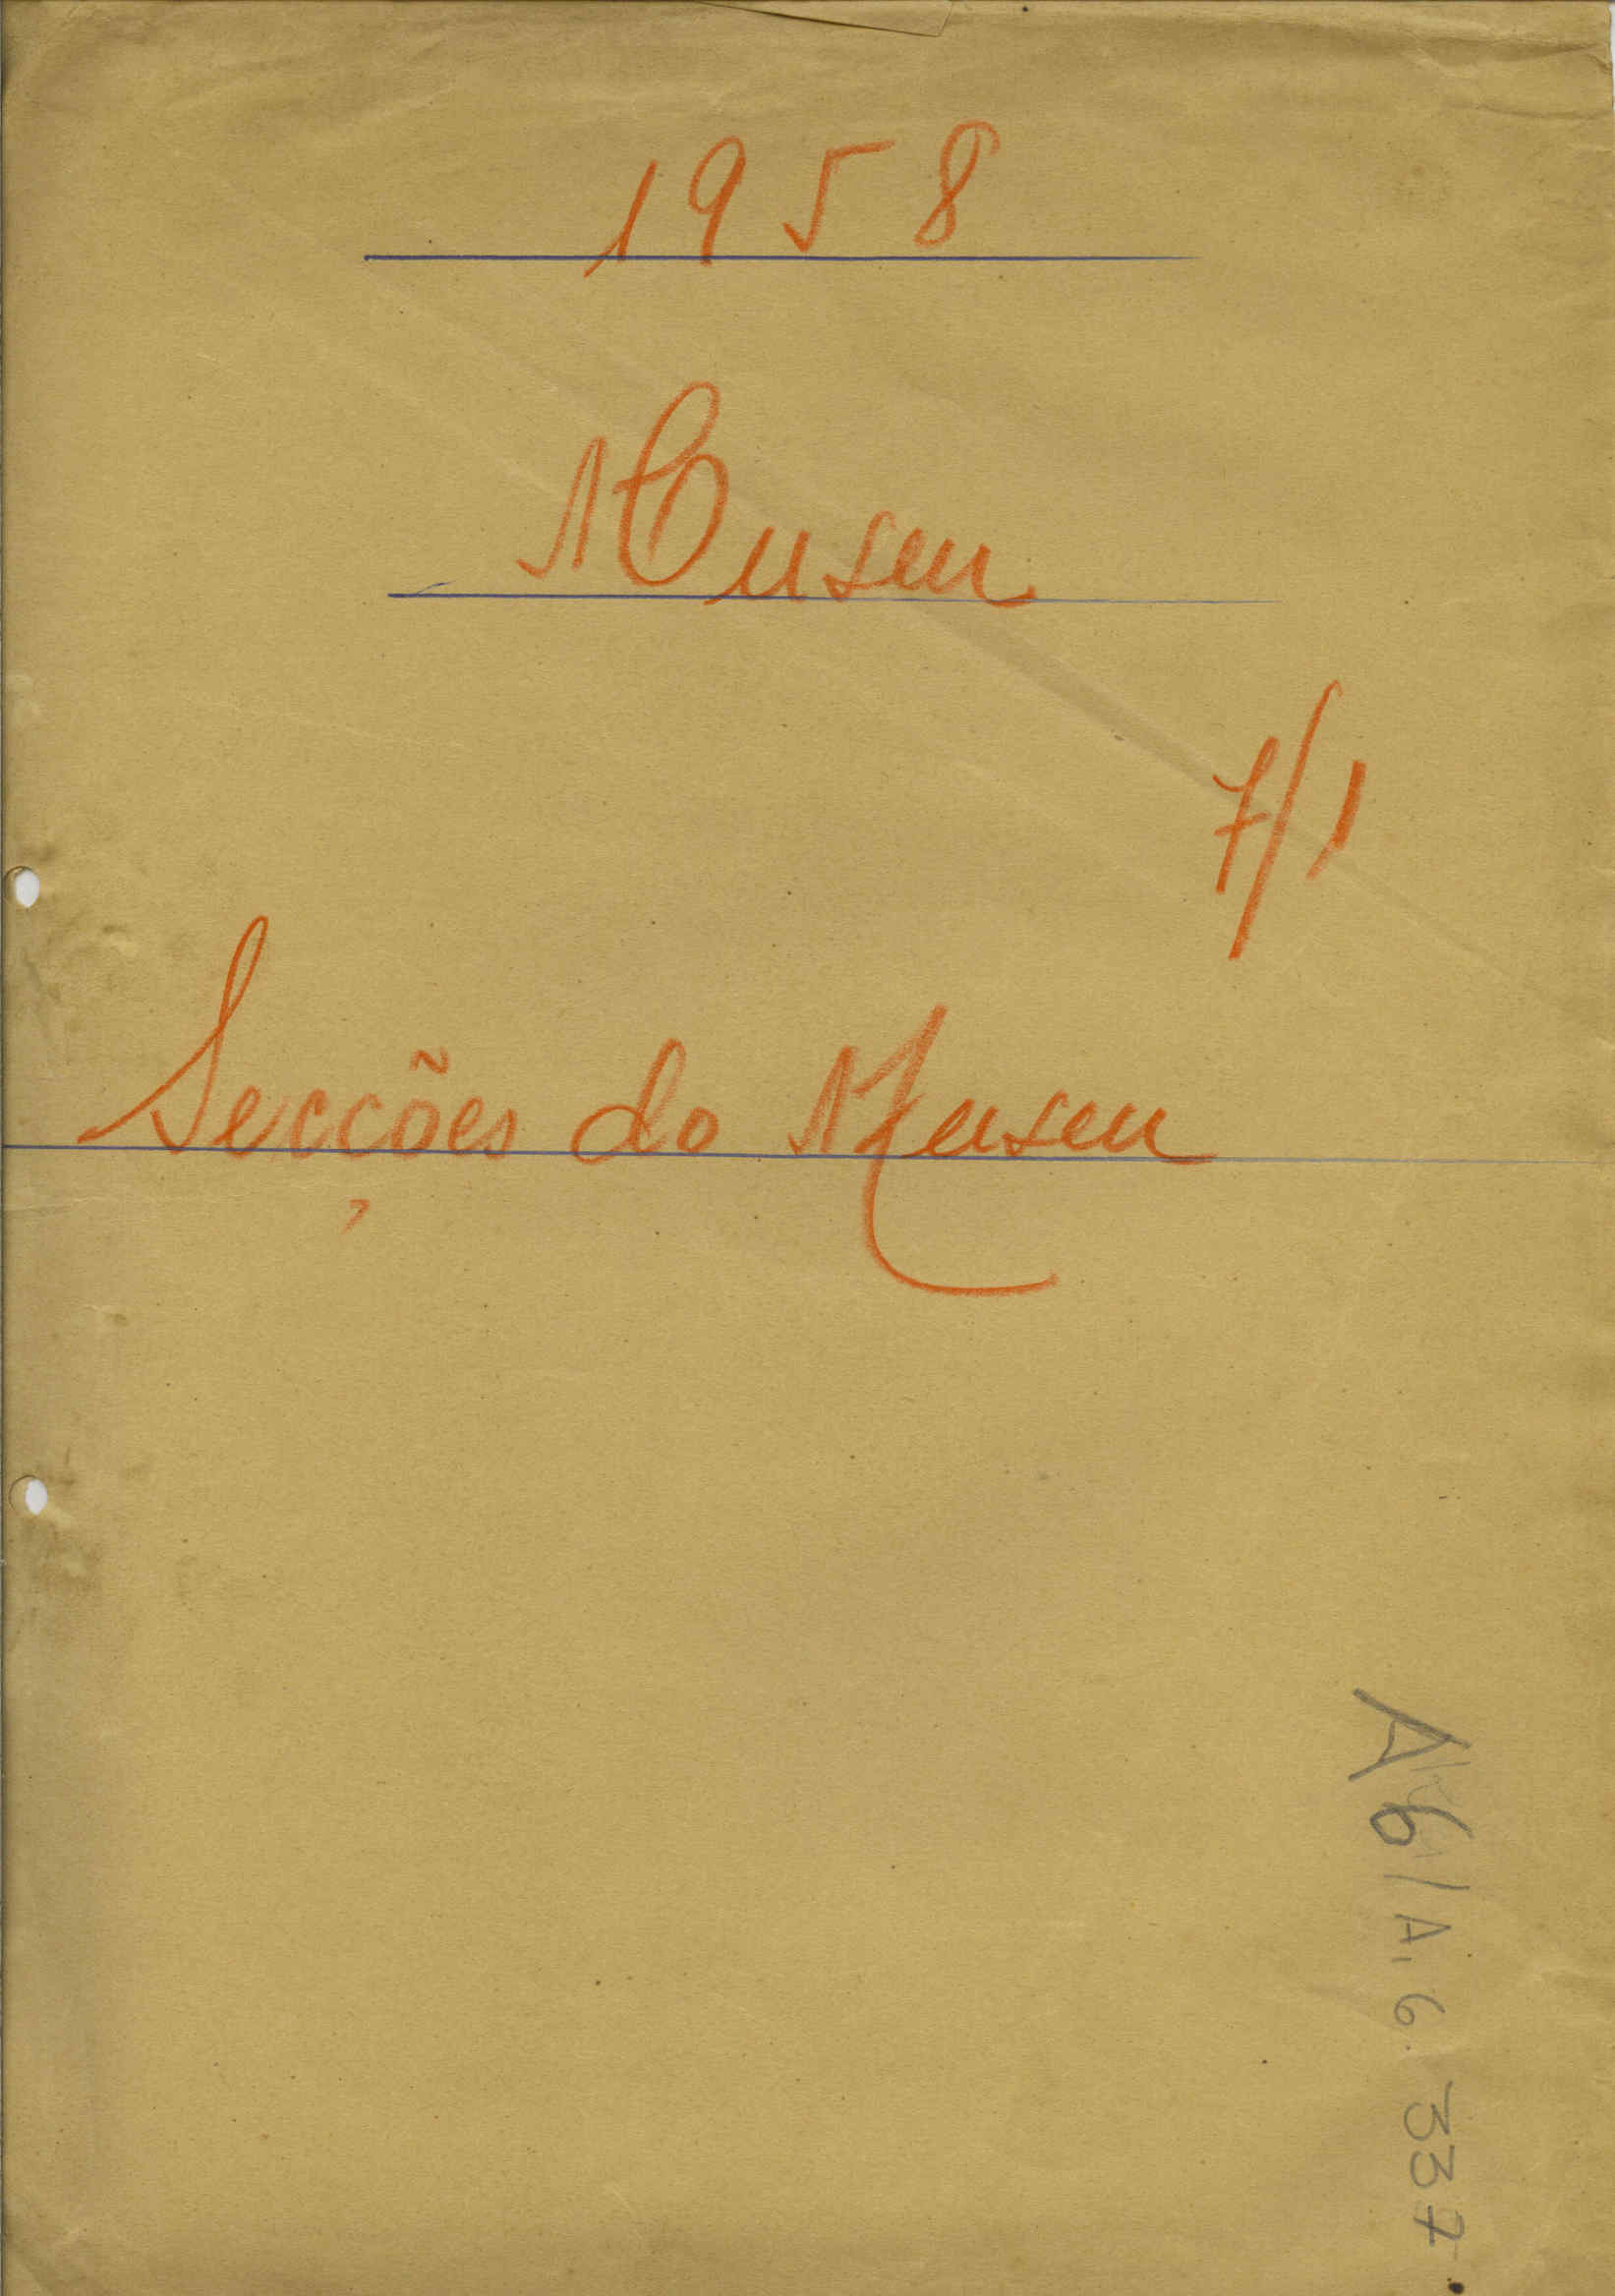 1958
Museu
7/1
Secções do Museu
A6/A.6.337